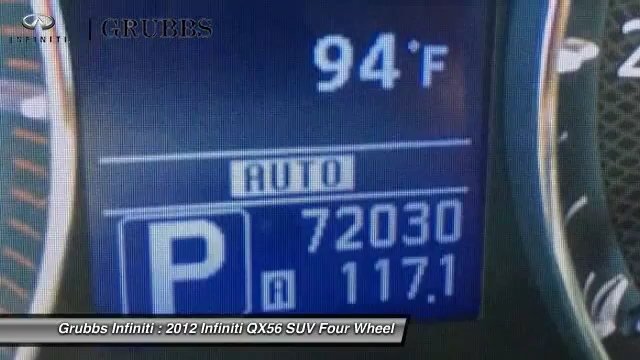 INFINITI | GRUBBS
94°F
AUTO
P 72030
A 117.1
Grubbs Infiniti : 2012 Infiniti QX56 SUV Four Wheel